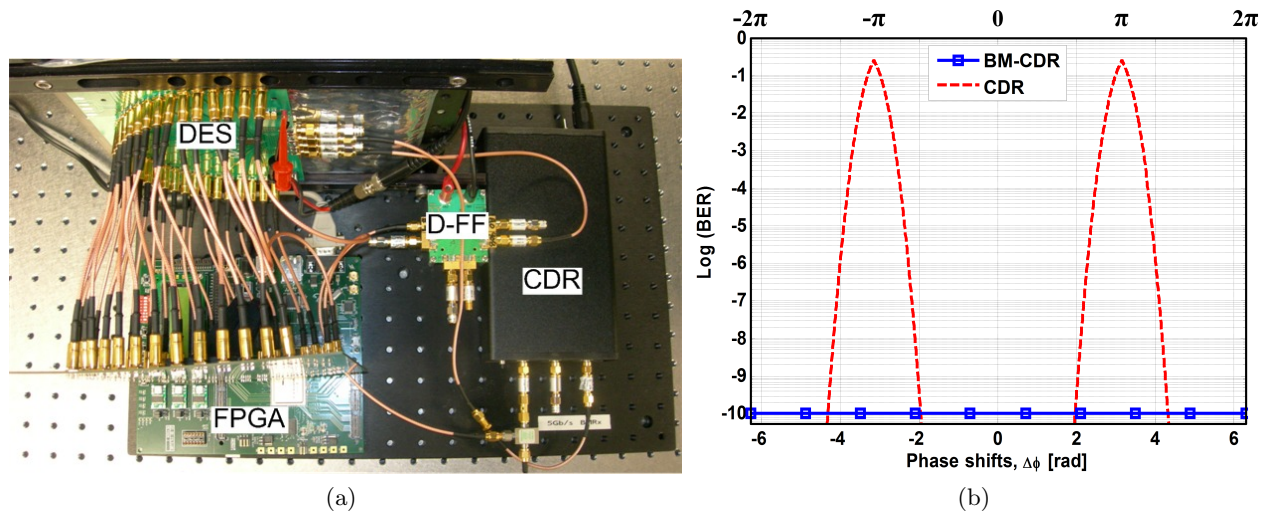 DES
D-FF
CDR
FPGA
5Gb/s BMRx
(a)
-2π -π 0 π 2π
0
-1
-2
-3
-4
-5
-6
-7
-8
-9
-10
Log (BER)
BM-CDR
CDR
-6 -4 -2 0 2 4 6
Phase shifts, Δϕ [rad]
(b)